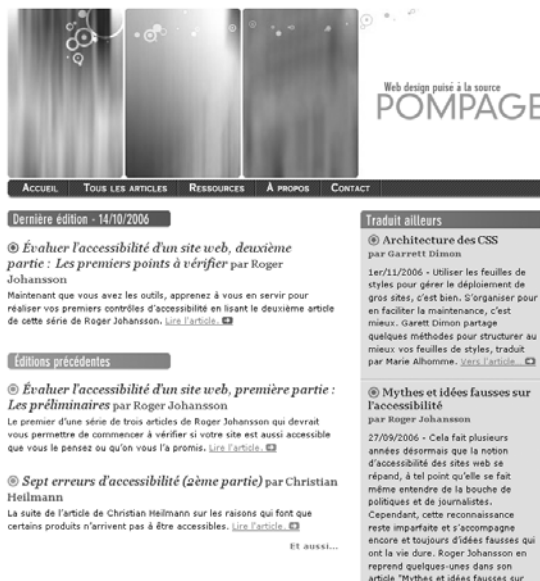 Web design puisé à la source
POMPAGE
ACCUEIL TOUS LES ARTICLES RESSOURCES À PROPOS CONTACT
Dernière édition - 14/10/2006
Évaluer l'accessibilité d'un site web, deuxième
partie : Les premiers points à vérifier par Roger
Johansson
Maintenant que vous avez les outils, apprenez à vous en servir pour
réaliser vos premiers contrôles d'accessibilité en lisant le deuxième article
de cette série de Roger Johansson. Lire l'article.
Éditions précédentes
Évaluer l'accessibilité d'un site web, première partie :
Les préliminaires par Roger Johansson
Le premier d'une série de trois articles de Roger Johansson qui devrait
vous permettre de commencer à vérifier si votre site est aussi accessible
que vous le pensez ou qu'on vous l'a promis. Lire l'article.
Sept erreurs d'accessibilité (2ème partie) par Christian
Heilmann
La suite de l'article de Christian Heilmann sur les raisons qui font que
certains produits n'arrivent pas à être accessibles. Lire l'article.
Et aussi...
Traduit ailleurs
Architecture des CSS
par Garrett Dimon
1er/11/2006 - Utiliser les feuilles de
styles pour gérer le déploiement de
gros sites, c'est bien. S'organiser pour
en faciliter la maintenance, c'est
mieux. Garett Dimon partage
quelques méthodes pour structurer au
mieux vos feuilles de styles, traduit
par Marie Alhomme. Vers l'article...
Mythes et idées fausses sur
l'accessibilité
par Roger Johansson
27/09/2006 - Cela fait plusieurs
années désormais que la notion
d'accessibilité des sites web se
répand, à tel point qu'elle se fait
même entendre de la bouche de
politiques et de journalistes.
Cependant, cette reconnaissance
reste imparfaite et s'accompagne
encore et toujours d'idées fausses qui
ont la vie dure. Roger Johansson en
reprend quelques-unes dans son
article "Mythes et idées fausses sur